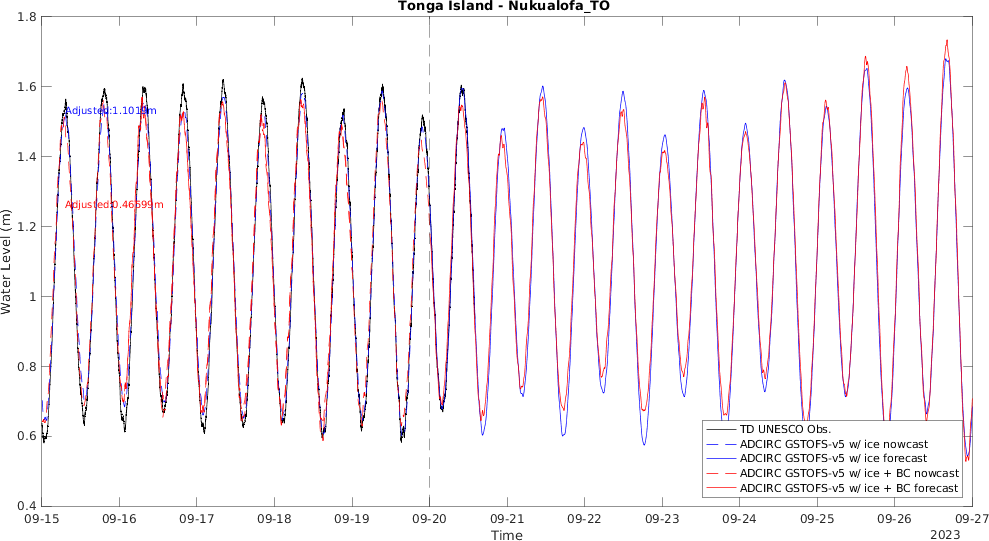 Tonga Island - Nukualofa_TO
1.8
1.6
1.4
1.2
1
0.8
0.6
0.4
Water Level (m)
Adjusted:1.1019m
Adjusted:0.46699m
TD UNESCO Obs.
ADCIRC GSTOFS-v5 w/ ice nowcast
ADCIRC GSTOFS-v5 w/ ice forecast
ADCIRC GSTOFS-v5 w/ ice + BC nowcast
ADCIRC GSTOFS-v5 w/ ice + BC forecast
09-15 09-16 09-17 09-18 09-19 09-20 09-21 09-22 09-23 09-24 09-25 09-26 09-27
Time
2023